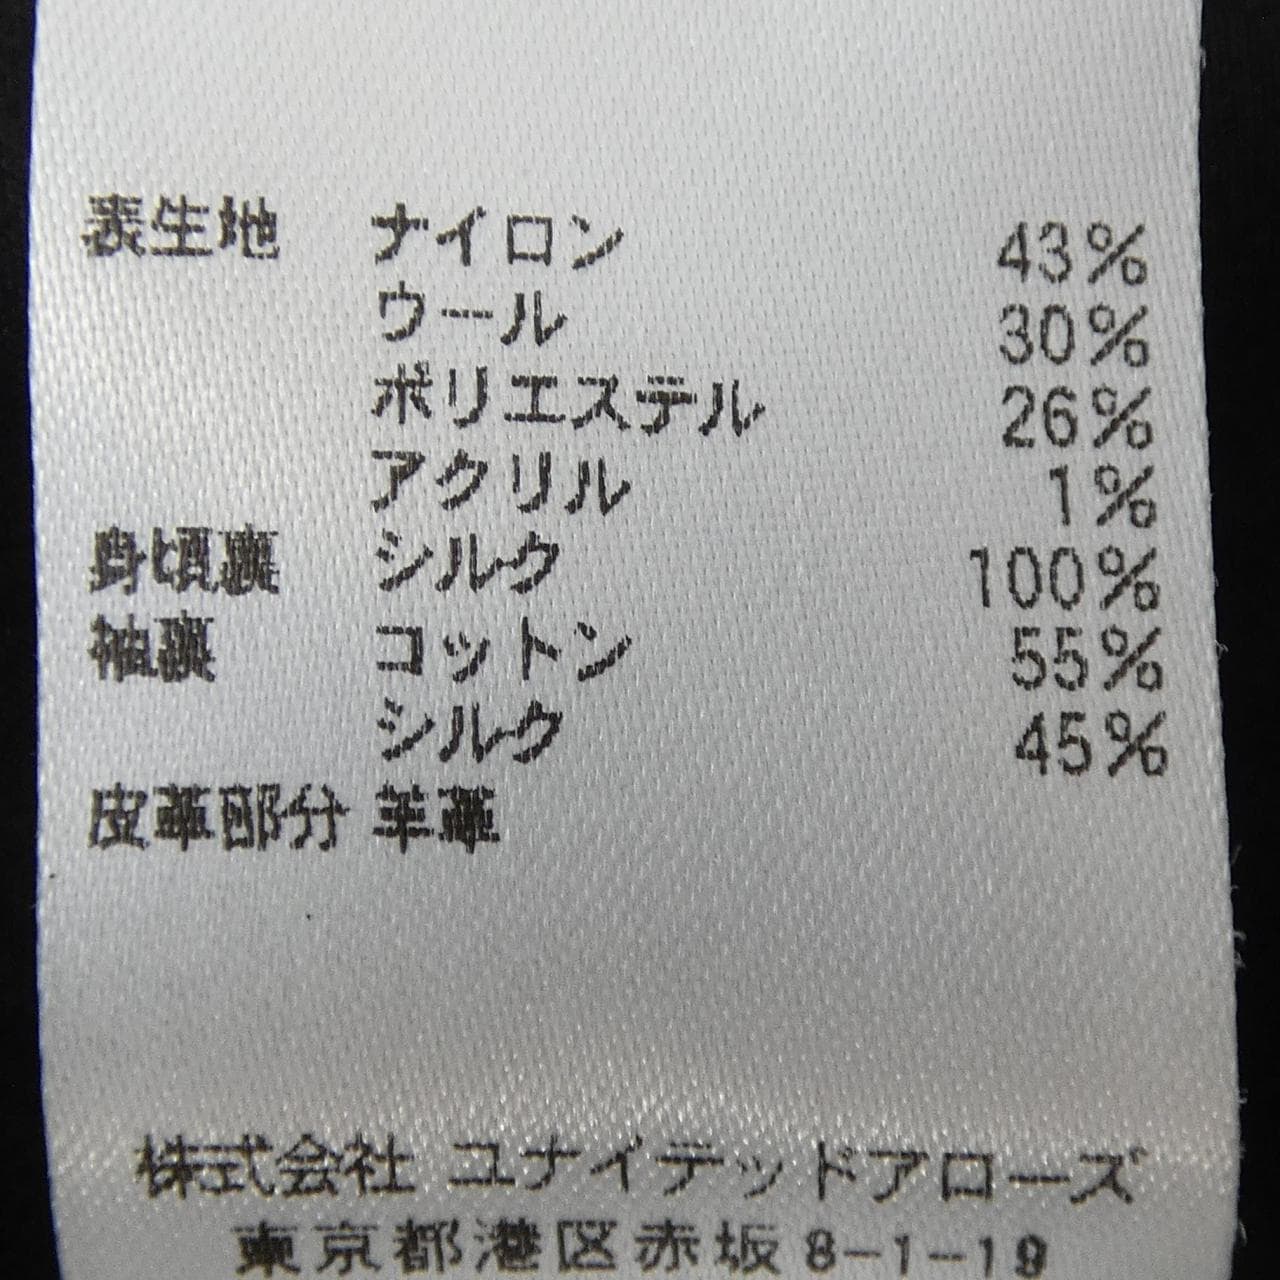 表生地 ナイロン 43%
ウール 30%
ポリエステル 26%
アクリル 1%
身頃裏 シルク 100%
袖裏 コットン 55%
シルク 45%
皮革部分 羊革
株式会社 ユナイテッドアローズ
東京都港区赤坂8-1-19